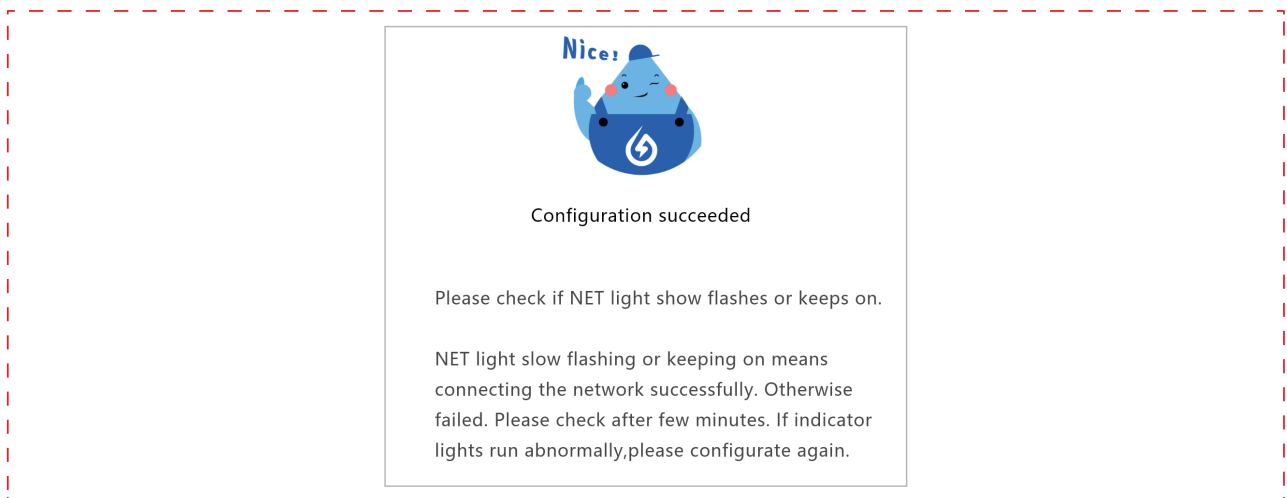 Nice!
Configuration succeeded
Please check if NET light show flashes or keeps on.
NET light slow flashing or keeping on means
connecting the network successfully. Otherwise
failed. Please check after few minutes. If indicator
lights run abnormally,please configurate again.